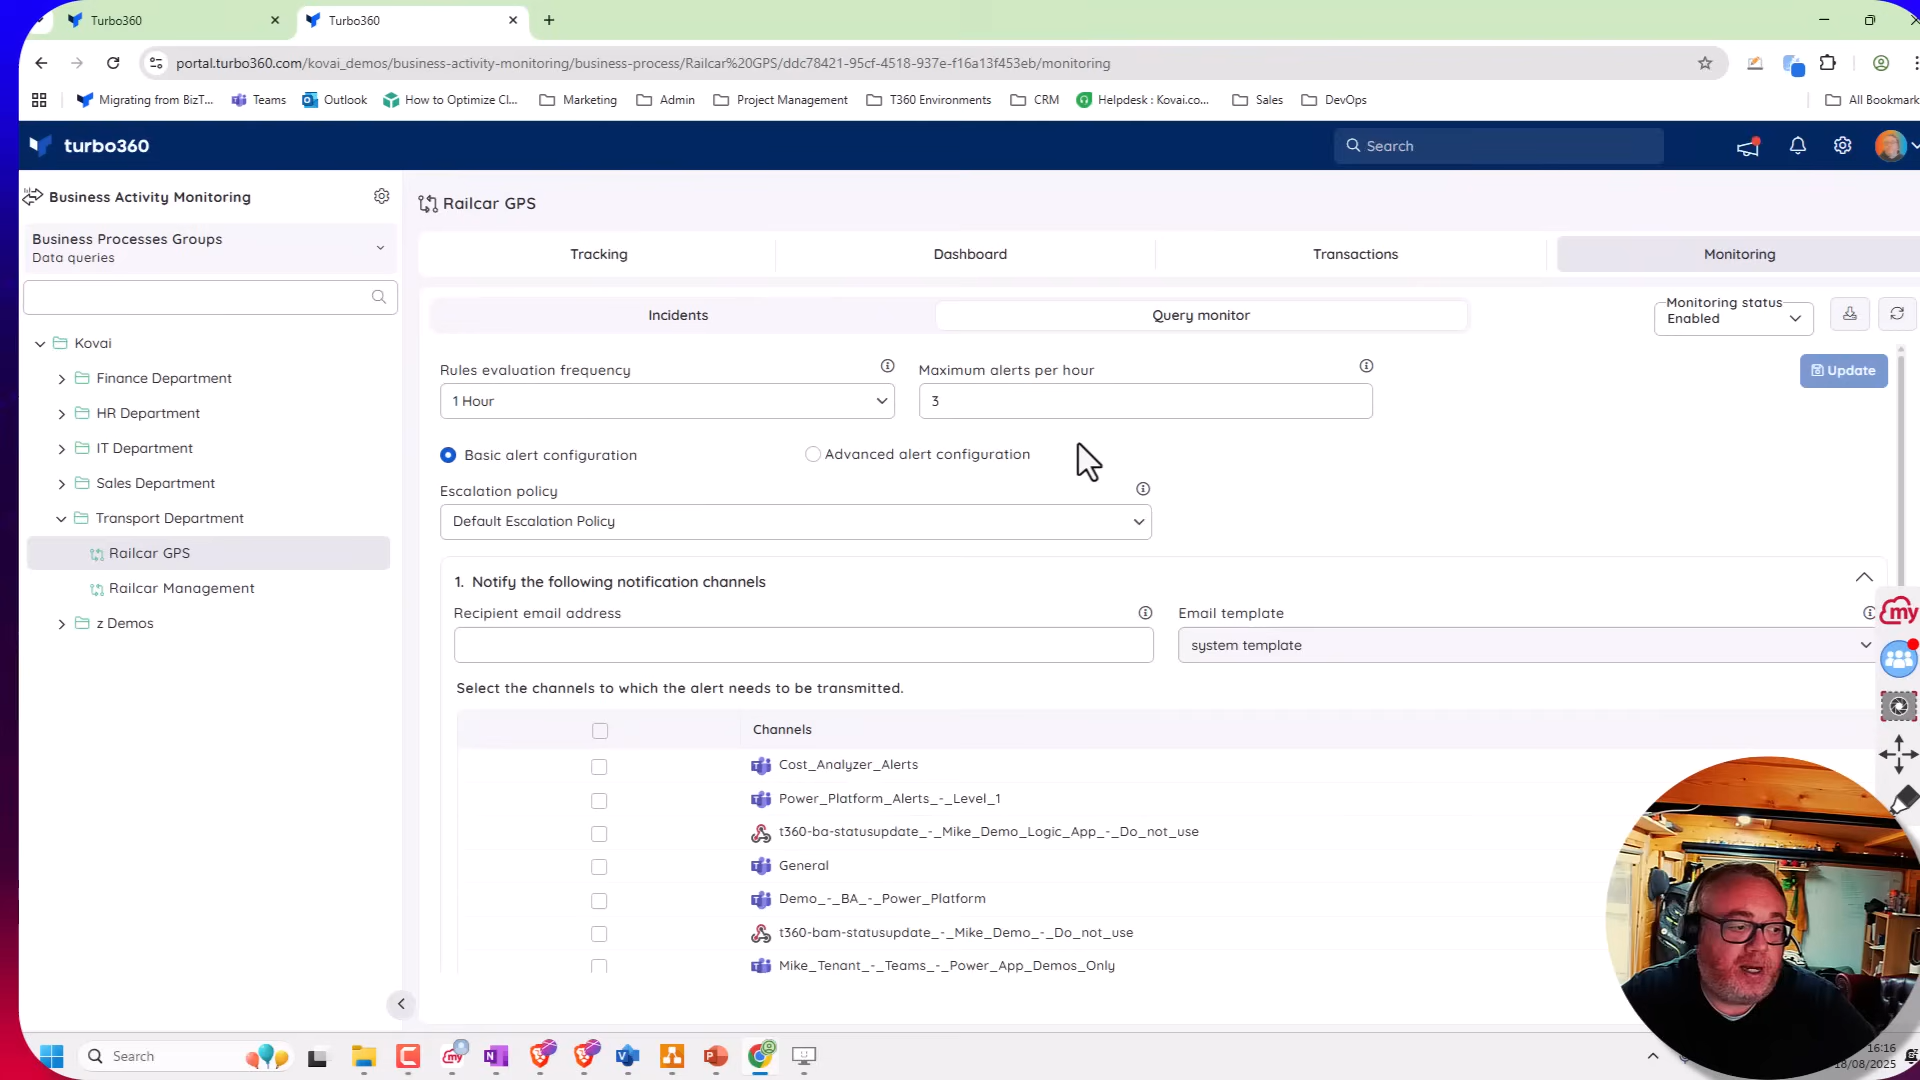 Turbo360
Turbo360
portal.turbo360.com/kovai_demos/business-activity-monitoring/business-process/Railcar%20GPS/ddc78421-95cf-4518-937e-f16a13f453eb/monitoring
Migrating from BizT...
Teams
Outlook
How to Optimize Cl...
Marketing
Admin
Project Management
T360 Environments
CRM
Helpdesk : Kovai.co...
Sales
DevOps
All Bookmark
turbo360
Search
Business Activity Monitoring
Railcar GPS
Business Processes Groups
Data queries
Tracking
Dashboard
Transactions
Monitoring
Incidents
Query monitor
Monitoring status
Enabled
Kovai
Finance Department
HR Department
IT Department
Sales Department
Transport Department
Railcar GPS
Railcar Management
z Demos
Rules evaluation frequency
Maximum alerts per hour
Update
1 Hour
3
Basic alert configuration
Advanced alert configuration
Escalation policy
Default Escalation Policy
1. Notify the following notification channels
Recipient email address
Email template
system template
Select the channels to which the alert needs to be transmitted.
Channels
Cost_Analyzer_Alerts
Power_Platform_Alerts_-_Level_1
t360-ba-statusupdate_-_Mike_Demo_Logic_App_-_Do_not_use
General
Demo_-_BA_-_Power_Platform
t360-bam-statusupdate_-_Mike_Demo_-_Do_not_use
Mike_Tenant_-_Teams_-_Power_App_Demos_Only
my
Search
my
16:16
18/08/2025